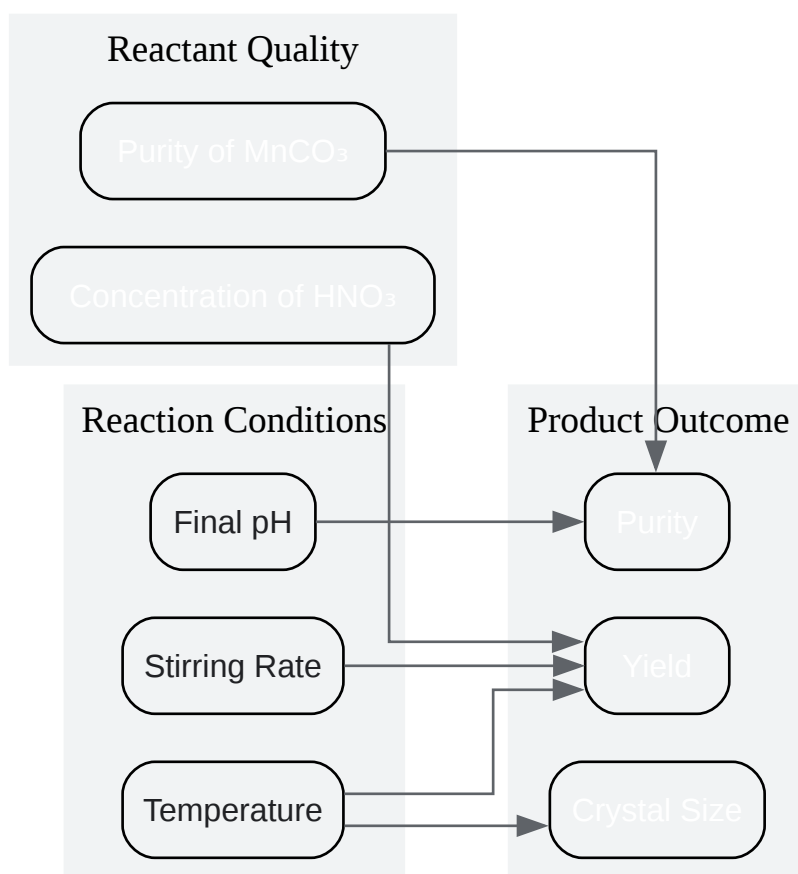 Reactant Quality
Purity of MnCO₃
Concentration of HNO₃
Reaction Conditions
Product Outcome
Final pH
Purity
Stirring Rate
Yield
Temperature
Crystal Size